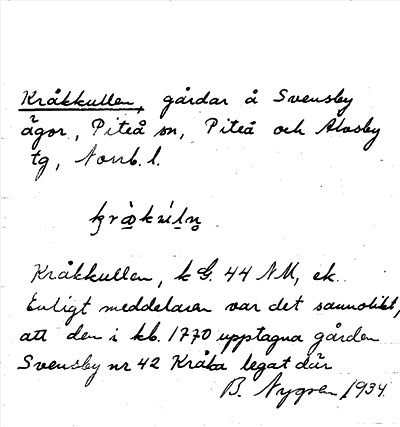 Kråkkullen, gårdar å Svensby
ägor, Piteå sn, Piteå och Älvsby
tg, Norrb. l.
Kråkkullen, k G. 44 NM, ek.
Enligt meddelaren var det sannolikt,
att den i kb. 1770 upptagna gården
Svensby nr 42 Kråka legat där
B. Nygren 1934.